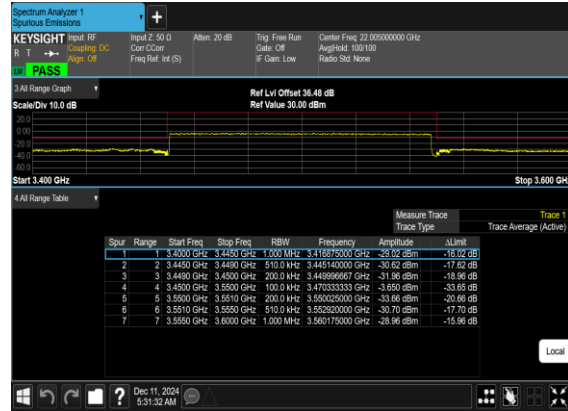 Spectrum Analyzer 1
Spurious Emissions
+
KEYSIGHT Input: RF Input Z: 50 Ω Atten: 20 dB Trig: Free Run Center Freq: 22.005000000 GHz
R T Coupling: DC Corr CCorr Gate: Off Avg|Hold: 100/100
Align: Off Freq Ref: Int (S) IF Gain: Low Radio Std: None
PASS
3 All Range Graph Ref Lvl Offset 36.48 dB
Scale/Div 10.0 dB Ref Value 30.00 dBm
20.0
0.00
-20.0
-40.0
-60.0
Start 3.400 GHz Stop 3.600 GHz
4 All Range Table
Measure Trace Trace 1
Trace Type Trace Average (Active)
Spur Range Start Freq Stop Freq RBW Frequency Amplitude ΔLimit
1 1 3.4000 GHz 3.4450 GHz 1.000 MHz 3.416875000 GHz -29.02 dBm -16.02 dB
2 2 3.4450 GHz 3.4490 GHz 510.0 kHz 3.445140000 GHz -30.62 dBm -17.62 dB
3 3 3.4490 GHz 3.4500 GHz 200.0 kHz 3.449996667 GHz -31.96 dBm -18.96 dB
4 4 3.4500 GHz 3.5500 GHz 100.0 kHz 3.470333333 GHz -3.650 dBm -33.65 dB
5 5 3.5500 GHz 3.5510 GHz 200.0 kHz 3.550025000 GHz -33.66 dBm -20.66 dB
6 6 3.5510 GHz 3.5550 GHz 510.0 kHz 3.552920000 GHz -30.70 dBm -17.70 dB
7 7 3.5550 GHz 3.6000 GHz 1.000 MHz 3.560175000 GHz -28.96 dBm -15.96 dB
Local
? Dec 11, 2024
5:31:32 AM